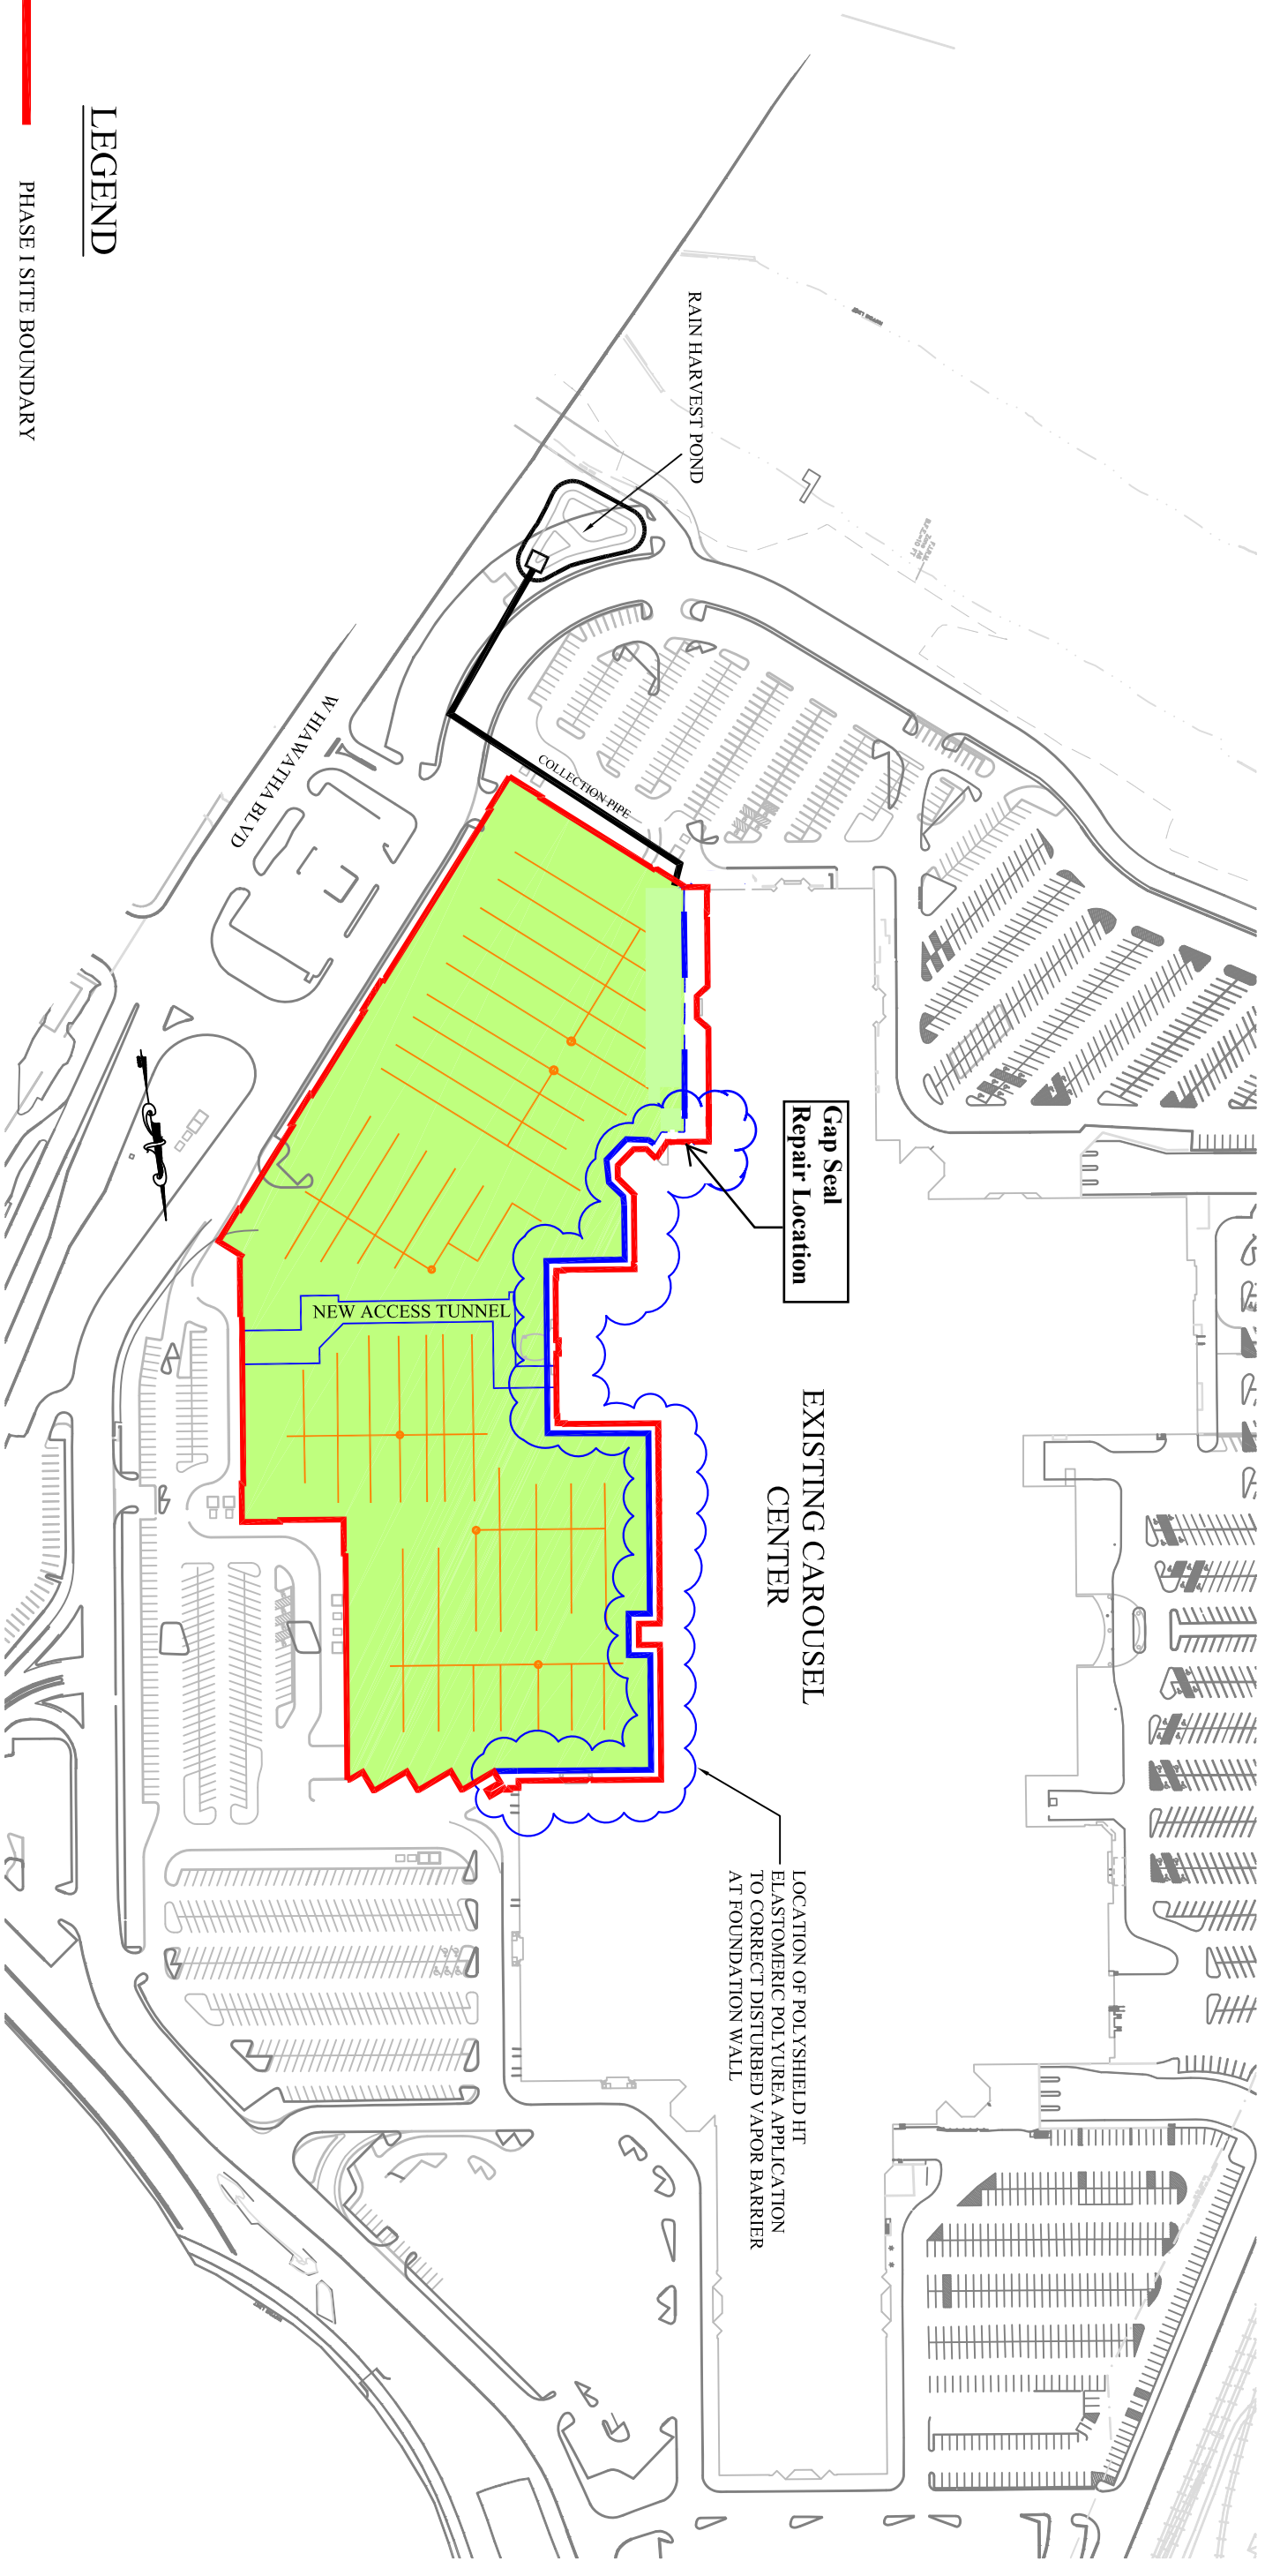 LEGEND
PHASE I SITE BOUNDARY
RAIN HARVEST POND
COLLECTION PIPE
W HIAWATHA BLVD
Gap Seal
Repair Location
NEW ACCESS TUNNEL
EXISTING CAROUSEL
CENTER
LOCATION OF POLYSHIELD HT
ELASTOMERIC POLYUREA APPLICATION
TO CORRECT DISTURBED VAPOR BARRIER
AT FOUNDATION WALL